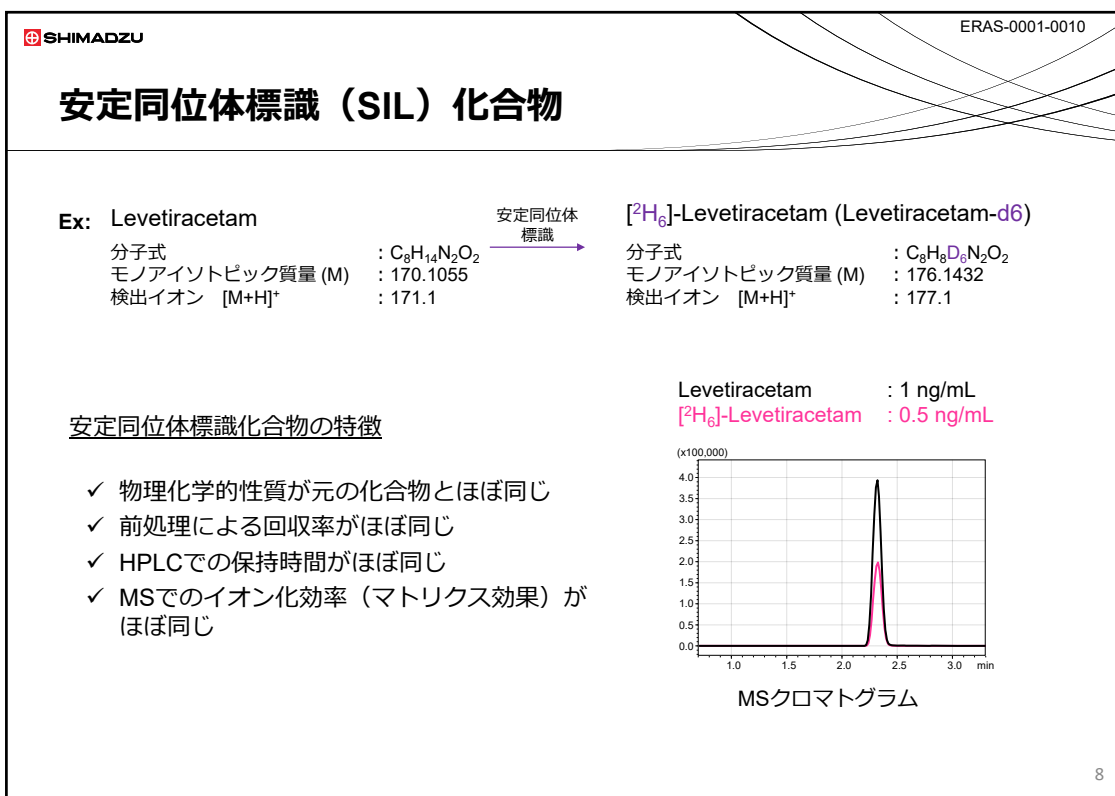 SHIMADZU
ERAS-0001-0010
安定同位体標識（SIL）化合物
Ex: Levetiracetam
分子式 : C₈H₁₄N₂O₂
モノアイソトピック質量 (M) : 170.1055
検出イオン [M+H]⁺ : 171.1
安定同位体
標識
[²H₆]-Levetiracetam (Levetiracetam-d6)
分子式 : C₈H₈D₆N₂O₂
モノアイソトピック質量 (M) : 176.1432
検出イオン [M+H]⁺ : 177.1
安定同位体標識化合物の特徴
✓ 物理化学的性質が元の化合物とほぼ同じ
✓ 前処理による回収率がほぼ同じ
✓ HPLCでの保持時間がほぼ同じ
✓ MSでのイオン化効率（マトリクス効果）が
ほぼ同じ
Levetiracetam : 1 ng/mL
[²H₆]-Levetiracetam : 0.5 ng/mL
(x100,000)
4.0
3.5
3.0
2.5
2.0
1.5
1.0
0.5
0.0
1.0 1.5 2.0 2.5 3.0 min
MSクロマトグラム
8